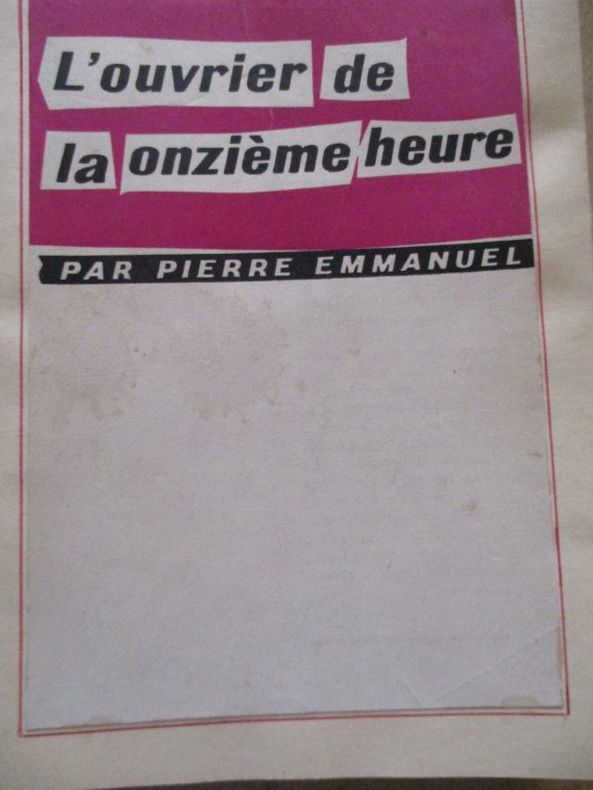 L'ouvrier de
la onzième heure
PAR PIERRE EMMANUEL